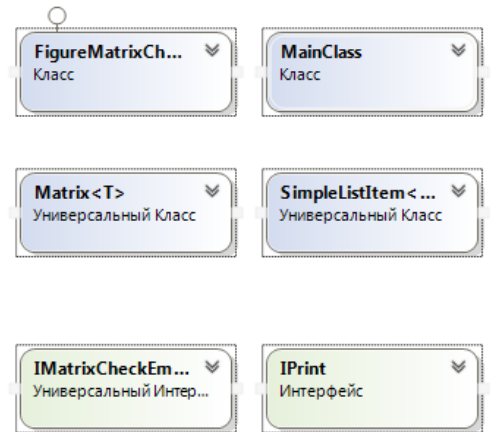 FigureMatrixCh...
Класс
MainClass
Класс
Matrix<T>
Универсальный Класс
SimpleListItem<...
Универсальный Класс
IMatrixCheckEm...
Универсальный Интер...
IPrint
Интерфейс